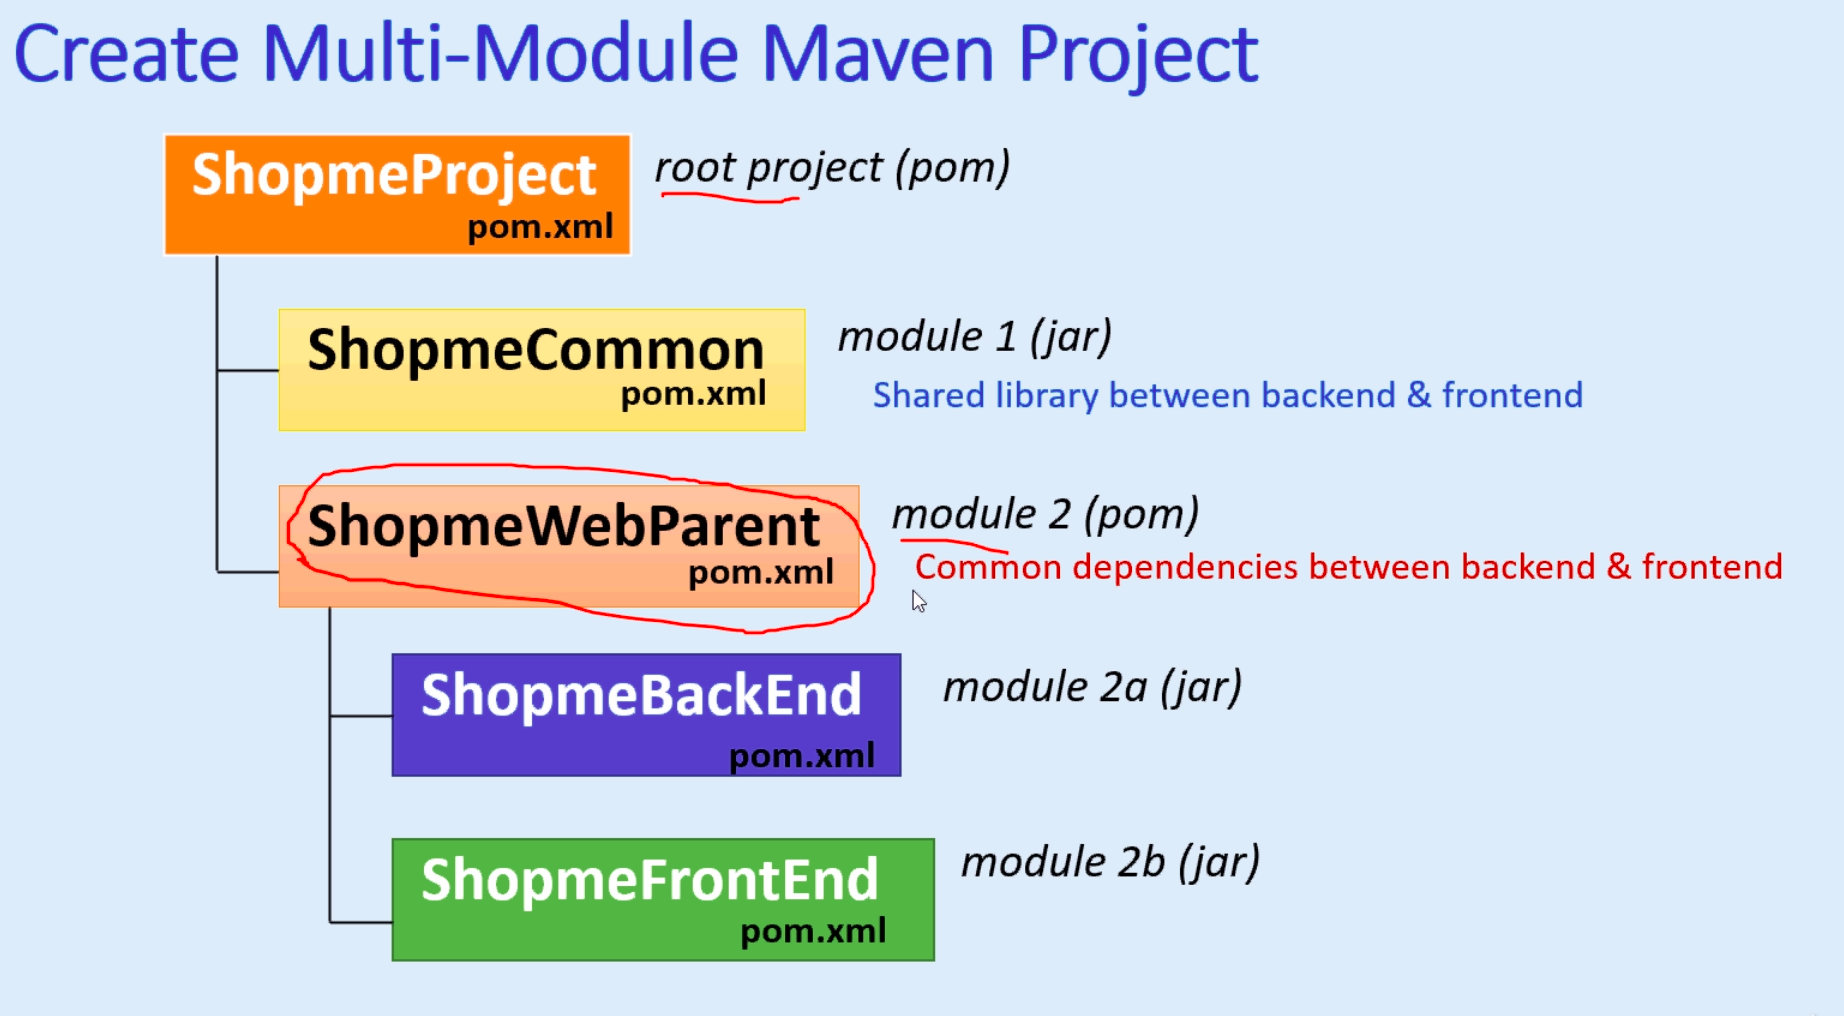 Create Multi-Module Maven Project
ShopmeProject
pom.xml
root project (pom)
ShopmeCommon
pom.xml
module 1 (jar)
Shared library between backend & frontend
ShopmeWebParent
pom.xml
module 2 (pom)
Common dependencies between backend & frontend
ShopmeBackEnd
pom.xml
module 2a (jar)
ShopmeFrontEnd
pom.xml
module 2b (jar)